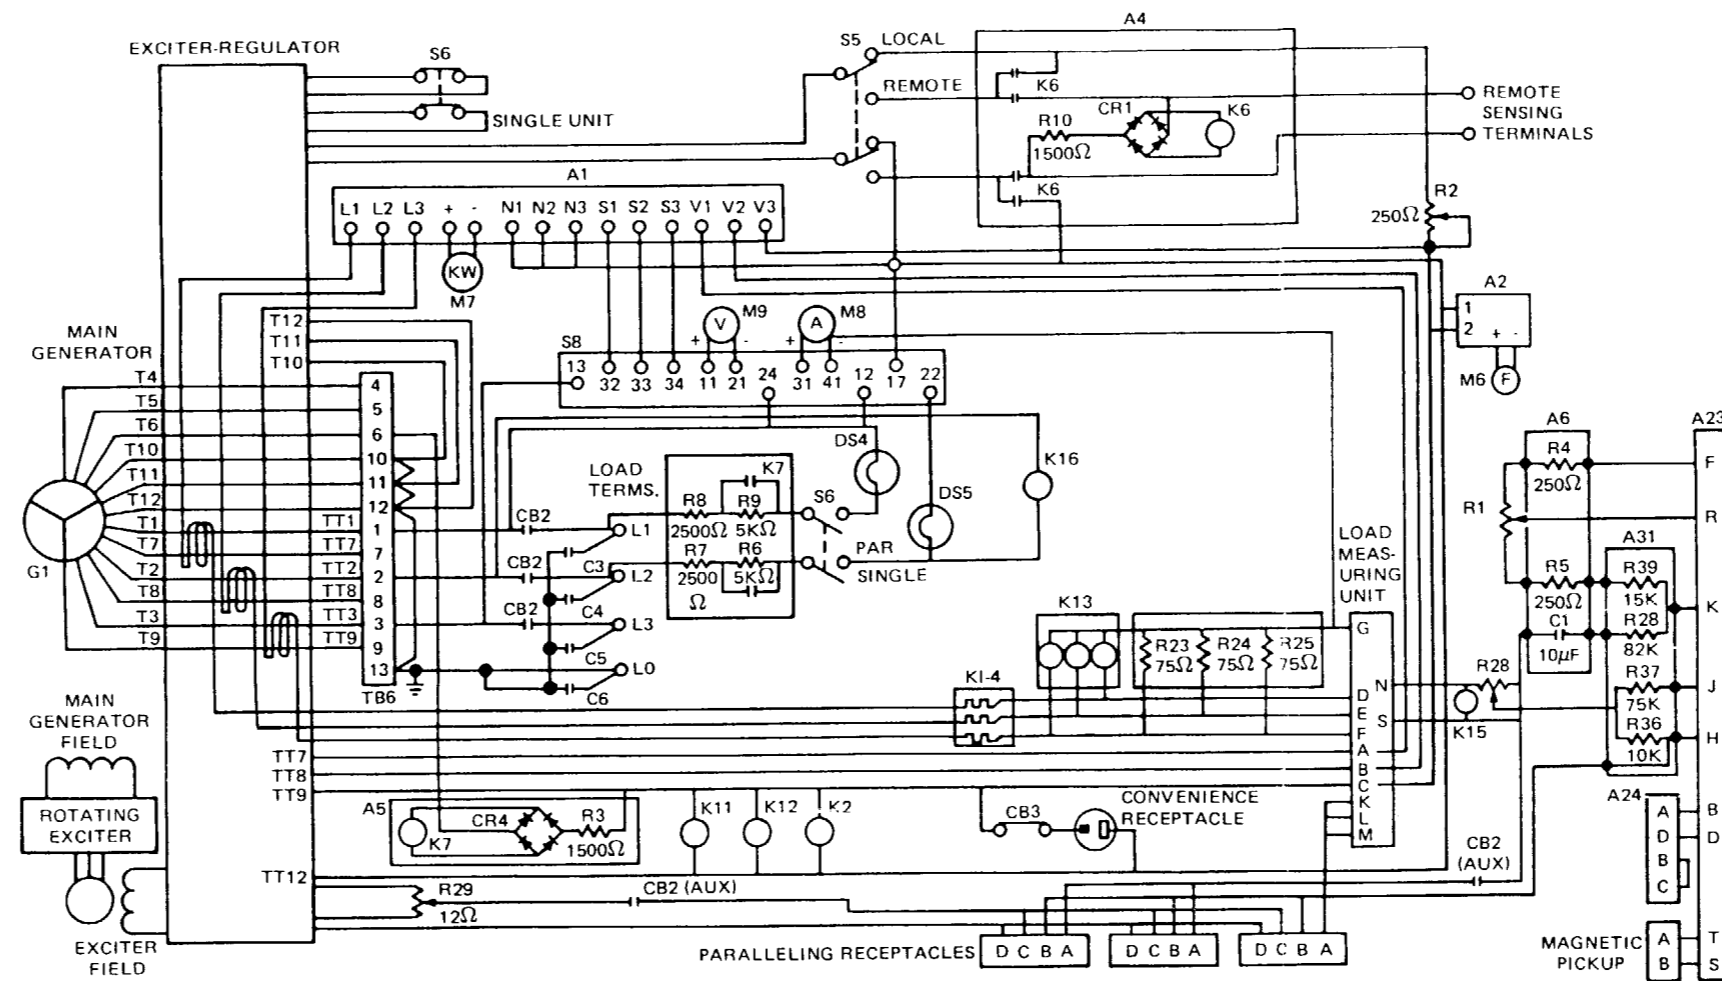 EXCITER-REGULATOR
S6
SINGLE UNIT
S5
LOCAL
REMOTE
A4
K6
CR1
K6
R10
1500Ω
K6
REMOTE
SENSING
TERMINALS
R2
250Ω
A1
L1 L2 L3 + - N1 N2 N3 S1 S2 S3 V1 V2 V3
KW
M7
A2
1
2
+ -
M6 F
T12
T11
T10
MAIN
GENERATOR
T4
T5
T6
T10
T11
T12
T1
T7
T2
T8
T3
T9
G1
TT1
TT7
TT2
TT8
TT3
TT9
4
5
6
10
11
12
1
7
2
8
3
9
13
TB6
V
M9
A
M8
+ - + -
S8
13 32 33 34 11 21 24 31 41 12 17 22
DS4
DS5
K16
LOAD
TERMS.
K7
R8
2500Ω
R9
5KΩ
R7
2500
Ω
R6
5KΩ
S6
PAR
SINGLE
CB2
L1
CB2
C3
L2
CB2
C4
L3
C5
L0
C6
K13
R23
75Ω
R24
75Ω
R25
75Ω
KI-4
LOAD
MEAS-
URING
UNIT
G
N
D
E
S
F
A
B
C
K
L
M
R28
K15
A6
R4
250Ω
R1
R5
250Ω
C1
10μF
A31
R39
15K
R28
82K
R37
75K
R36
10K
A23
F
R
K
J
H
B
D
T
S
A24
A
D
B
C
MAGNETIC
PICKUP
A
B
MAIN
GENERATOR
FIELD
ROTATING
EXCITER
EXCITER
FIELD
TT7
TT8
TT9
TT12
A5
K7
CR4
R3
1500Ω
K11
K12
K2
CB3
CONVENIENCE
RECEPTACLE
R29
12Ω
CB2 (AUX)
CB2
(AUX)
PARALLELING RECEPTACLES
D C B A
D C B A
D C B A